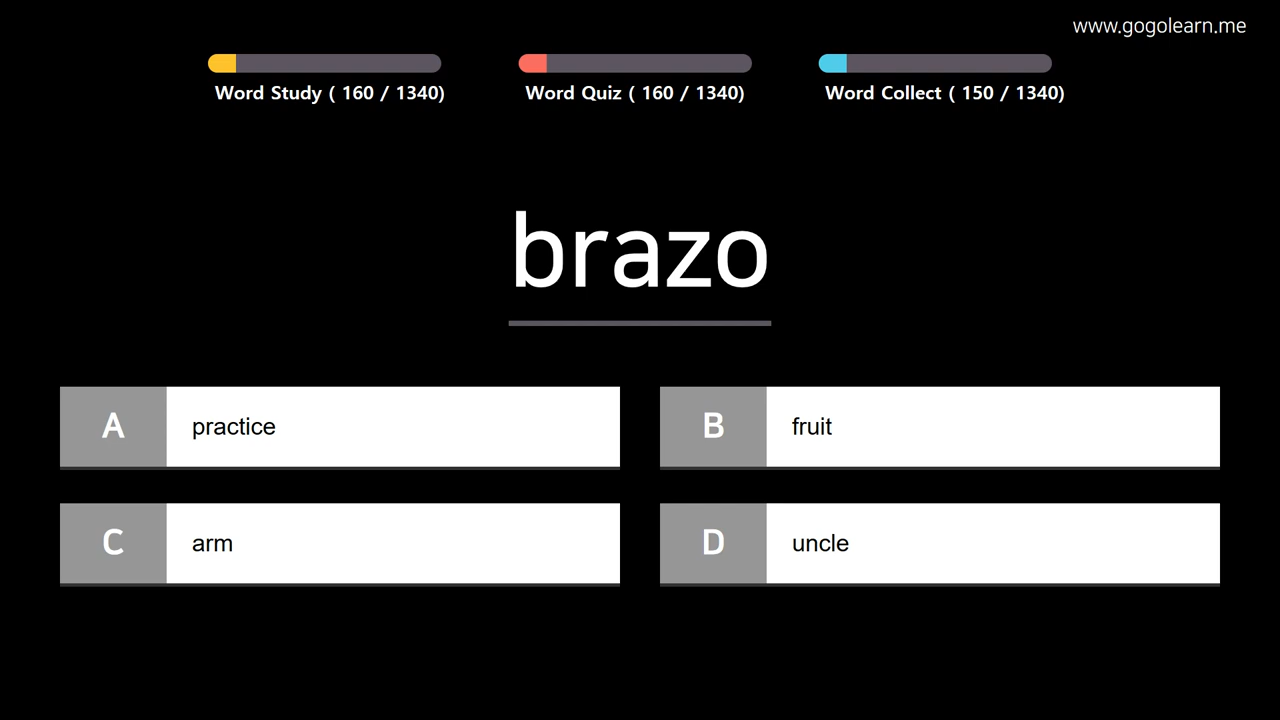 www.gogolearn.me
Word Study ( 160 / 1340)
Word Quiz ( 160 / 1340)
Word Collect ( 150 / 1340)
brazo
A practice
B fruit
C arm
D uncle